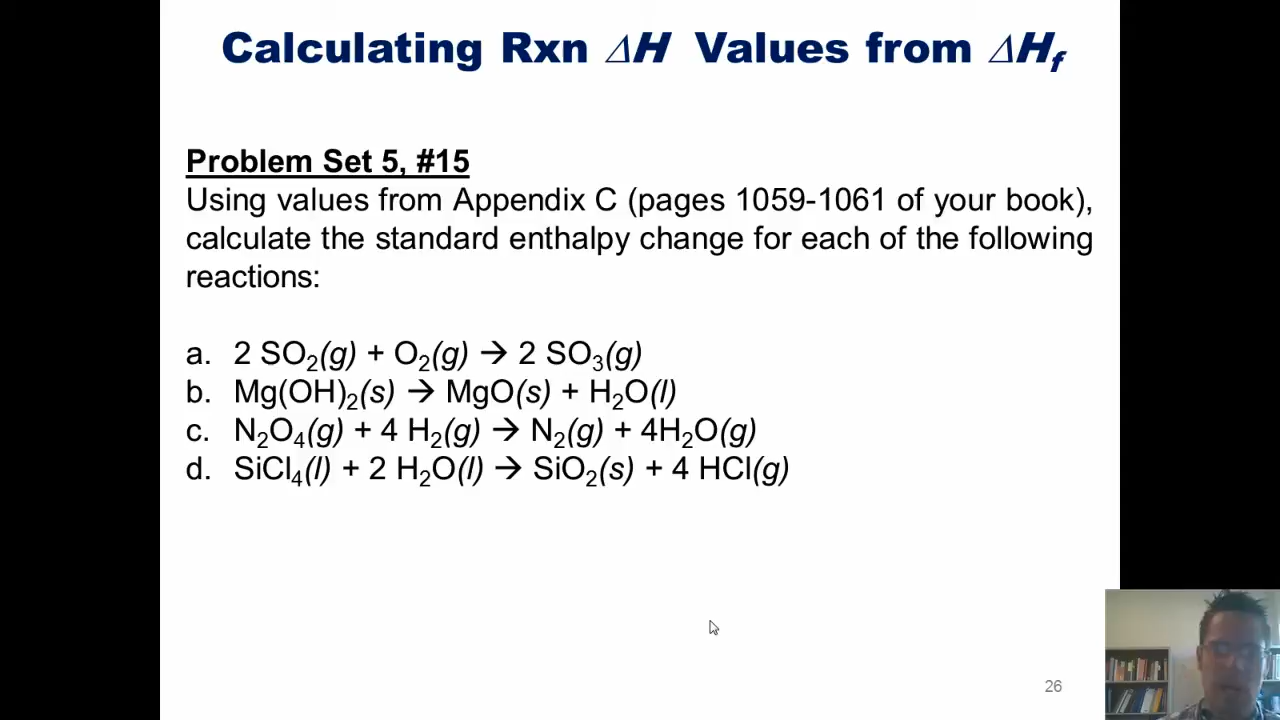 Calculating Rxn ΔH Values from ΔHf
Problem Set 5, #15
Using values from Appendix C (pages 1059-1061 of your book),
calculate the standard enthalpy change for each of the following
reactions:
a. 2 SO₂(g) + O₂(g) → 2 SO₃(g)
b. Mg(OH)₂(s) → MgO(s) + H₂O(l)
c. N₂O₄(g) + 4 H₂(g) → N₂(g) + 4H₂O(g)
d. SiCl₄(l) + 2 H₂O(l) → SiO₂(s) + 4 HCl(g)
26